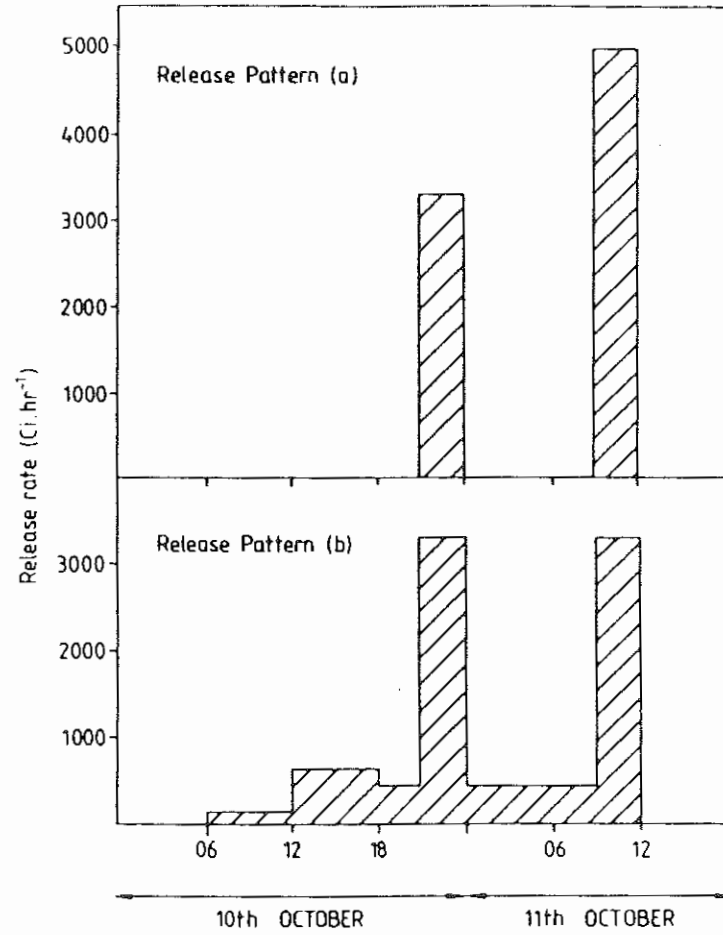 5000
Release Pattern (a)
4000
3000
2000
1000
Release rate (Ci.hr⁻¹)
Release Pattern (b)
3000
2000
1000
06 12 18 06 12
10th OCTOBER 11th OCTOBER